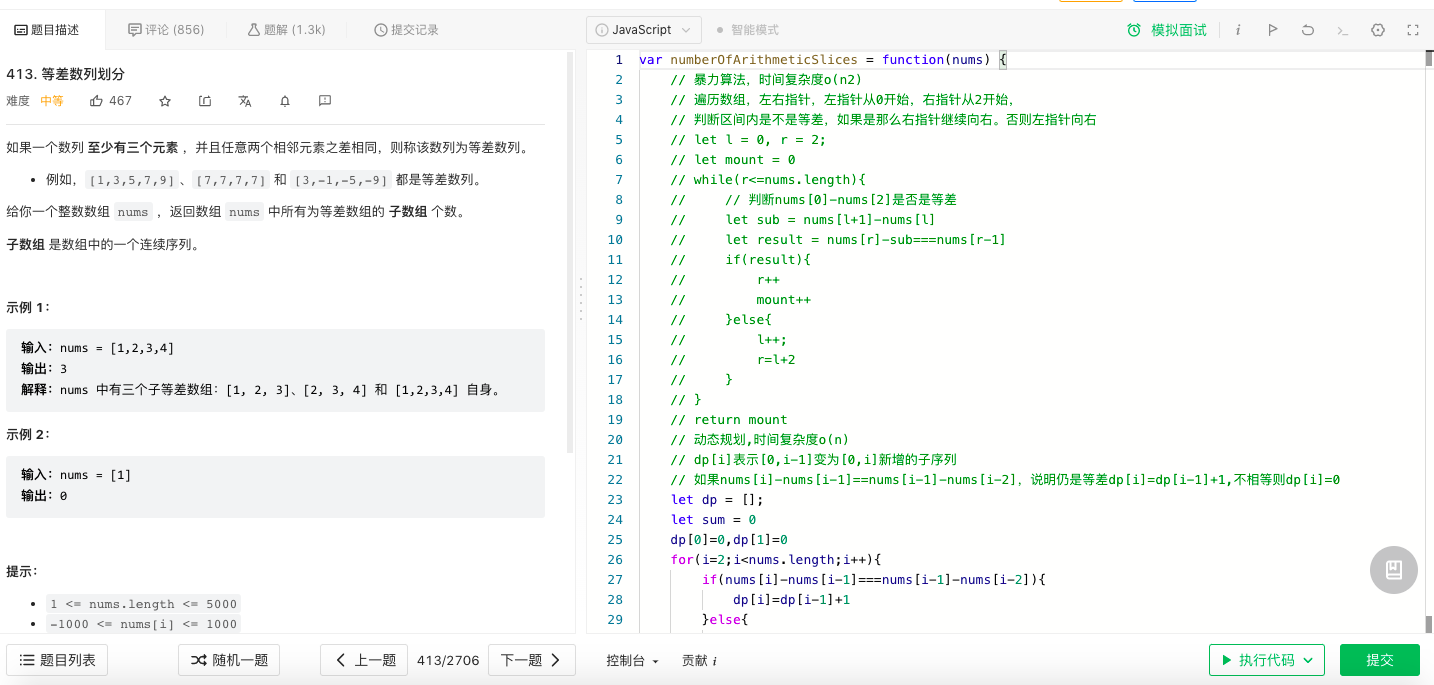 题目描述
评论 (856)
题解 (1.3k)
提交记录
413. 等差数列划分
难度 中等 467
如果一个数列 至少有三个元素 ，并且任意两个相邻元素之差相同，则称该数列为等差数列。
• 例如，[1,3,5,7,9]、[7,7,7,7] 和 [3,-1,-5,-9] 都是等差数列。
给你一个整数数组 nums ，返回数组 nums 中所有为等差数组的 子数组 个数。
子数组 是数组中的一个连续序列。
示例 1：
输入：nums = [1,2,3,4]
输出：3
解释：nums 中有三个子等差数组：[1, 2, 3]、[2, 3, 4] 和 [1,2,3,4] 自身。
示例 2：
输入：nums = [1]
输出：0
提示：
• 1 <= nums.length <= 5000
• -1000 <= nums[i] <= 1000
题目列表
随机一题
上一题
413/2706
下一题
JavaScript
• 智能模式
模拟面试
1 var numberOfArithmeticSlices = function(nums) {
2 // 暴力算法，时间复杂度o(n2)
3 // 遍历数组，左右指针，左指针从0开始，右指针从2开始，
4 // 判断区间内是不是等差，如果是那么右指针继续向右。否则左指针向右
5 // let l = 0, r = 2;
6 // let mount = 0
7 // while(r<=nums.length){
8 // // 判断nums[0]-nums[2]是否是等差
9 // let sub = nums[l+1]-nums[l]
10 // let result = nums[r]-sub===nums[r-1]
11 // if(result){
12 // r++
13 // mount++
14 // }else{
15 // l++;
16 // r=l+2
17 // }
18 // }
19 // return mount
20 // 动态规划,时间复杂度o(n)
21 // dp[i]表示[0,i-1]变为[0,i]新增的子序列
22 // 如果nums[i]-nums[i-1]==nums[i-1]-nums[i-2]，说明仍是等差dp[i]=dp[i-1]+1,不相等则dp[i]=0
23 let dp = [];
24 let sum = 0
25 dp[0]=0,dp[1]=0
26 for(i=2;i<nums.length;i++){
27 if(nums[i]-nums[i-1]===nums[i-1]-nums[i-2]){
28 dp[i]=dp[i-1]+1
29 }else{
控制台
贡献 i
执行代码
提交